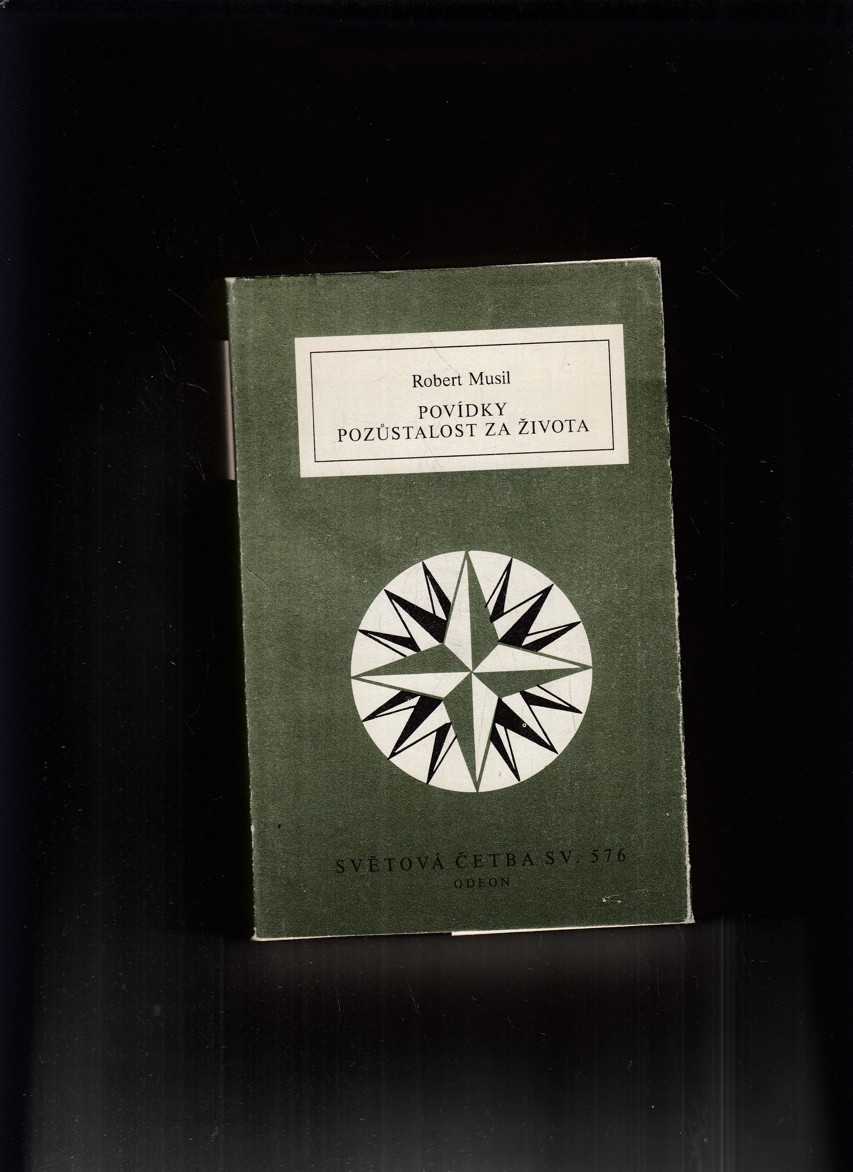 Robert Musil
POVÍDKY
POZŮSTALOST ZA ŽIVOTA
SVĚTOVÁ ČETBA SV. 576
ODEON